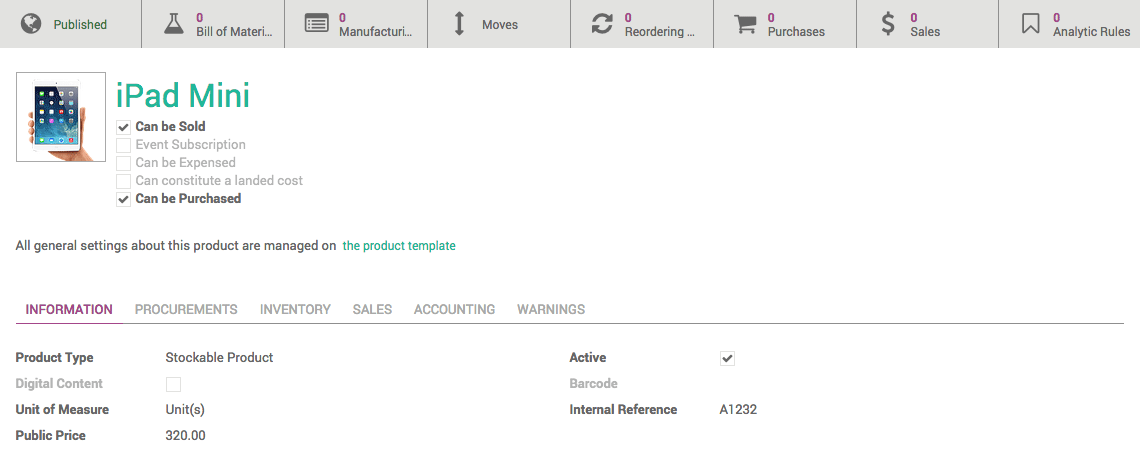 Published
0
Bill of Materi...
0
Manufacturi...
Moves
0
Reordering ...
0
Purchases
0
Sales
0
Analytic Rules
iPad Mini
Can be Sold
Event Subscription
Can be Expensed
Can constitute a landed cost
Can be Purchased
All general settings about this product are managed on the product template
INFORMATION PROCUREMENTS INVENTORY SALES ACCOUNTING WARNINGS
Product Type Stockable Product Active
Digital Content Barcode
Unit of Measure Unit(s) Internal Reference A1232
Public Price 320.00